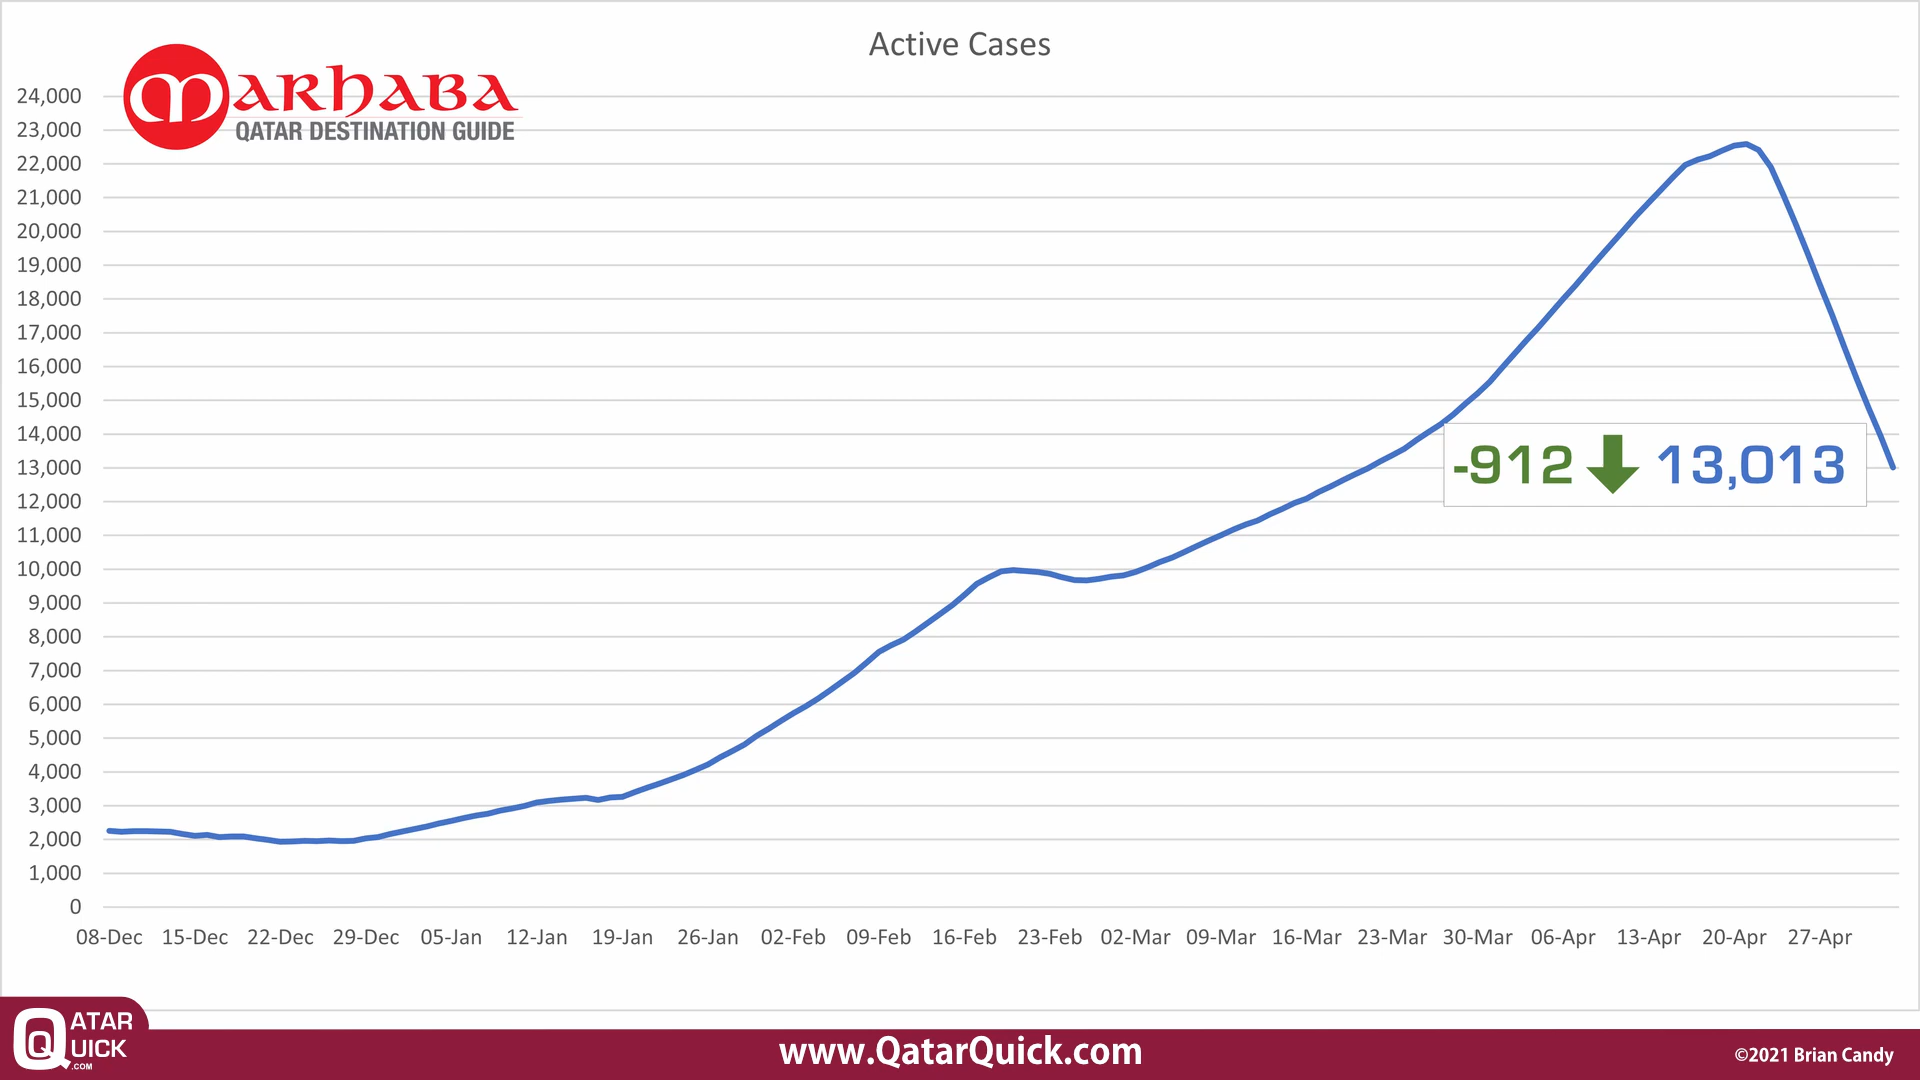 Active Cases
MARHABA
QATAR DESTINATION GUIDE
24,000
23,000
22,000
21,000
20,000
19,000
18,000
17,000
16,000
15,000
14,000
13,000
12,000
11,000
10,000
9,000
8,000
7,000
6,000
5,000
4,000
3,000
2,000
1,000
0
-912 13,013
08-Dec 15-Dec 22-Dec 29-Dec 05-Jan 12-Jan 19-Jan 26-Jan 02-Feb 09-Feb 16-Feb 23-Feb 02-Mar 09-Mar 16-Mar 23-Mar 30-Mar 06-Apr 13-Apr 20-Apr 27-Apr
QATAR
QUICK
.COM
www.QatarQuick.com
©2021 Brian Candy